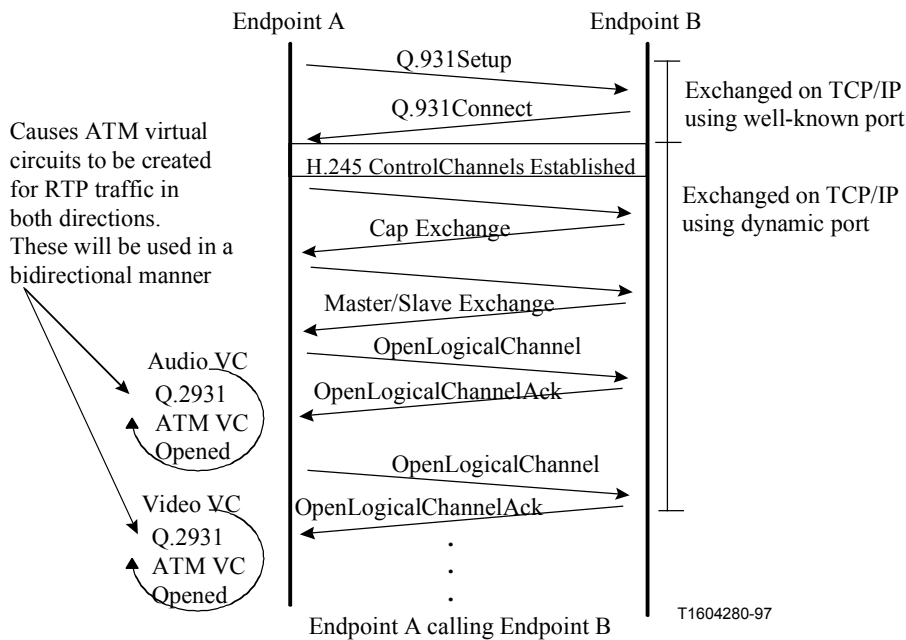 Endpoint A
Endpoint B
Q.931Setup
Q.931Connect
Exchanged on TCP/IP
using well-known port
Causes ATM virtual
circuits to be created
for RTP traffic in
both directions.
These will be used in a
bidirectional manner
H.245 ControlChannels Established
Exchanged on TCP/IP
using dynamic port
Cap Exchange
Master/Slave Exchange
OpenLogicalChannel
Audio VC
Q.2931
ATM VC
Opened
OpenLogicalChannelAck
OpenLogicalChannel
Video VC
Q.2931
ATM VC
Opened
OpenLogicalChannelAck
.
.
.
T1604280-97
Endpoint A calling Endpoint B